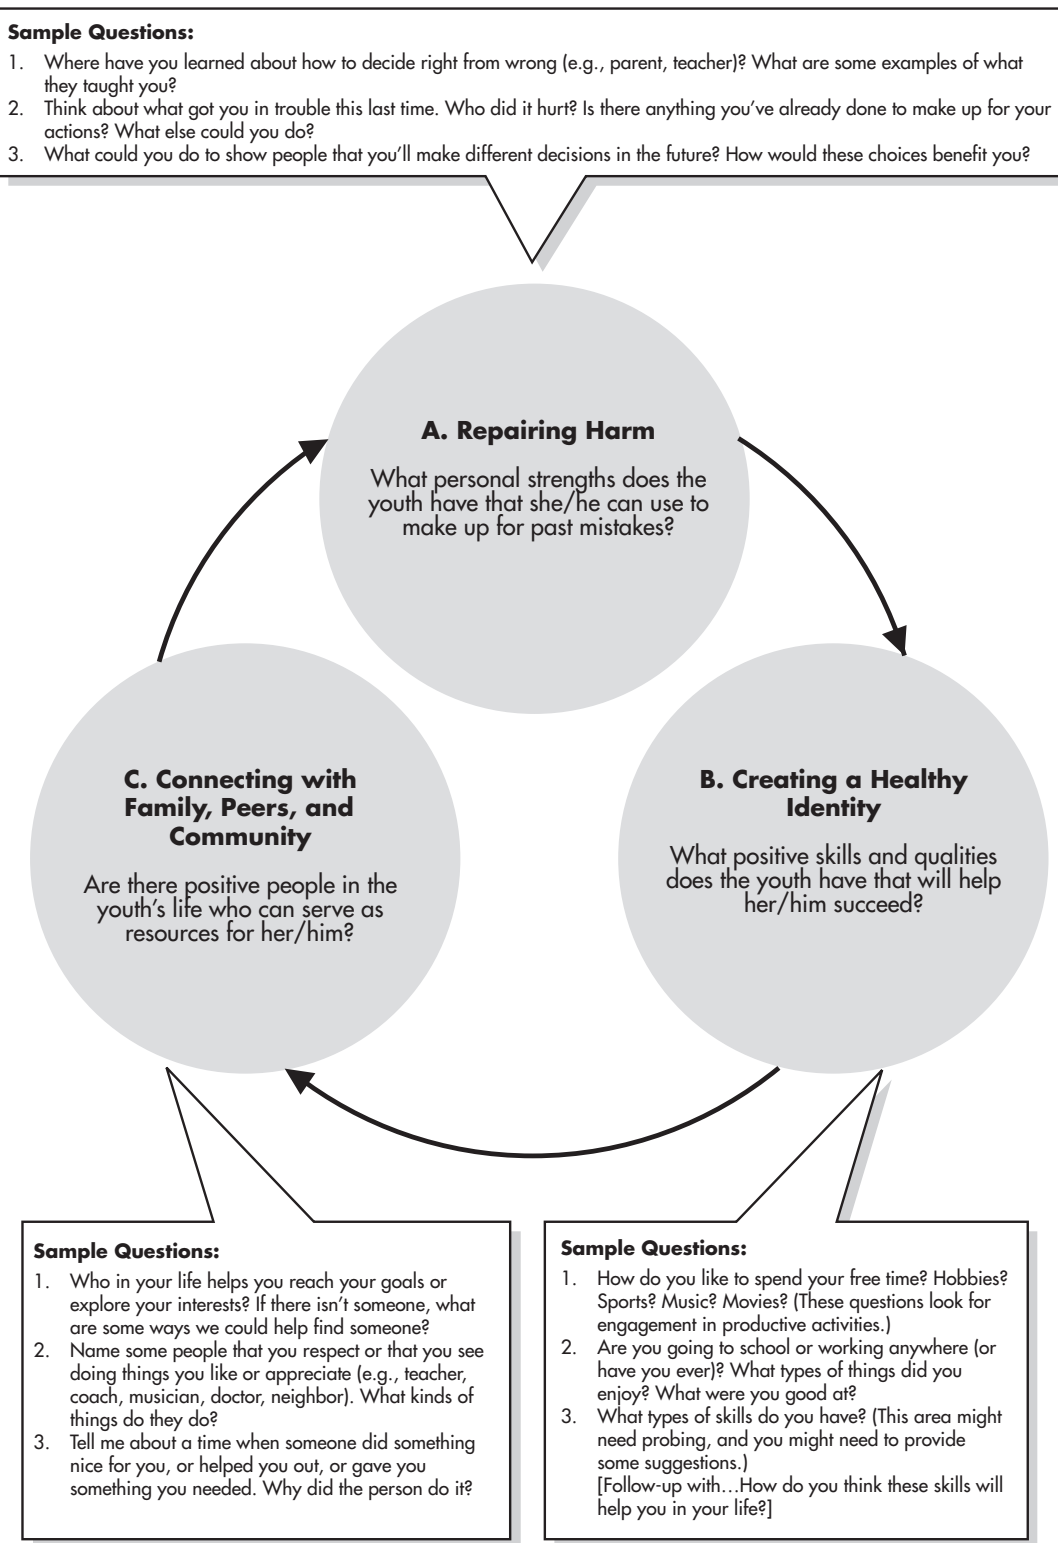 Sample Questions:
1. Where have you learned about how to decide right from wrong (e.g., parent, teacher)? What are some examples of what
they taught you?
2. Think about what got you in trouble this last time. Who did it hurt? Is there anything you've already done to make up for your
actions? What else could you do?
3. What could you do to show people that you'll make different decisions in the future? How would these choices benefit you?
A. Repairing Harm
What personal strengths does the
youth have that she/he can use to
make up for past mistakes?
C. Connecting with
Family, Peers, and
Community
Are there positive people in the
youth's life who can serve as
resources for her/him?
B. Creating a Healthy
Identity
What positive skills and qualities
does the youth have that will help
her/him succeed?
Sample Questions:
1. Who in your life helps you reach your goals or
explore your interests? If there isn't someone, what
are some ways we could help find someone?
2. Name some people that you respect or that you see
doing things you like or appreciate (e.g., teacher,
coach, musician, doctor, neighbor). What kinds of
things do they do?
3. Tell me about a time when someone did something
nice for you, or helped you out, or gave you
something you needed. Why did the person do it?
Sample Questions:
1. How do you like to spend your free time? Hobbies?
Sports? Music? Movies? (These questions look for
engagement in productive activities.)
2. Are you going to school or working anywhere (or
have you ever)? What types of things did you
enjoy? What were you good at?
3. What types of skills do you have? (This area might
need probing, and you might need to provide
some suggestions.)
[Follow-up with…How do you think these skills will
help you in your life?]